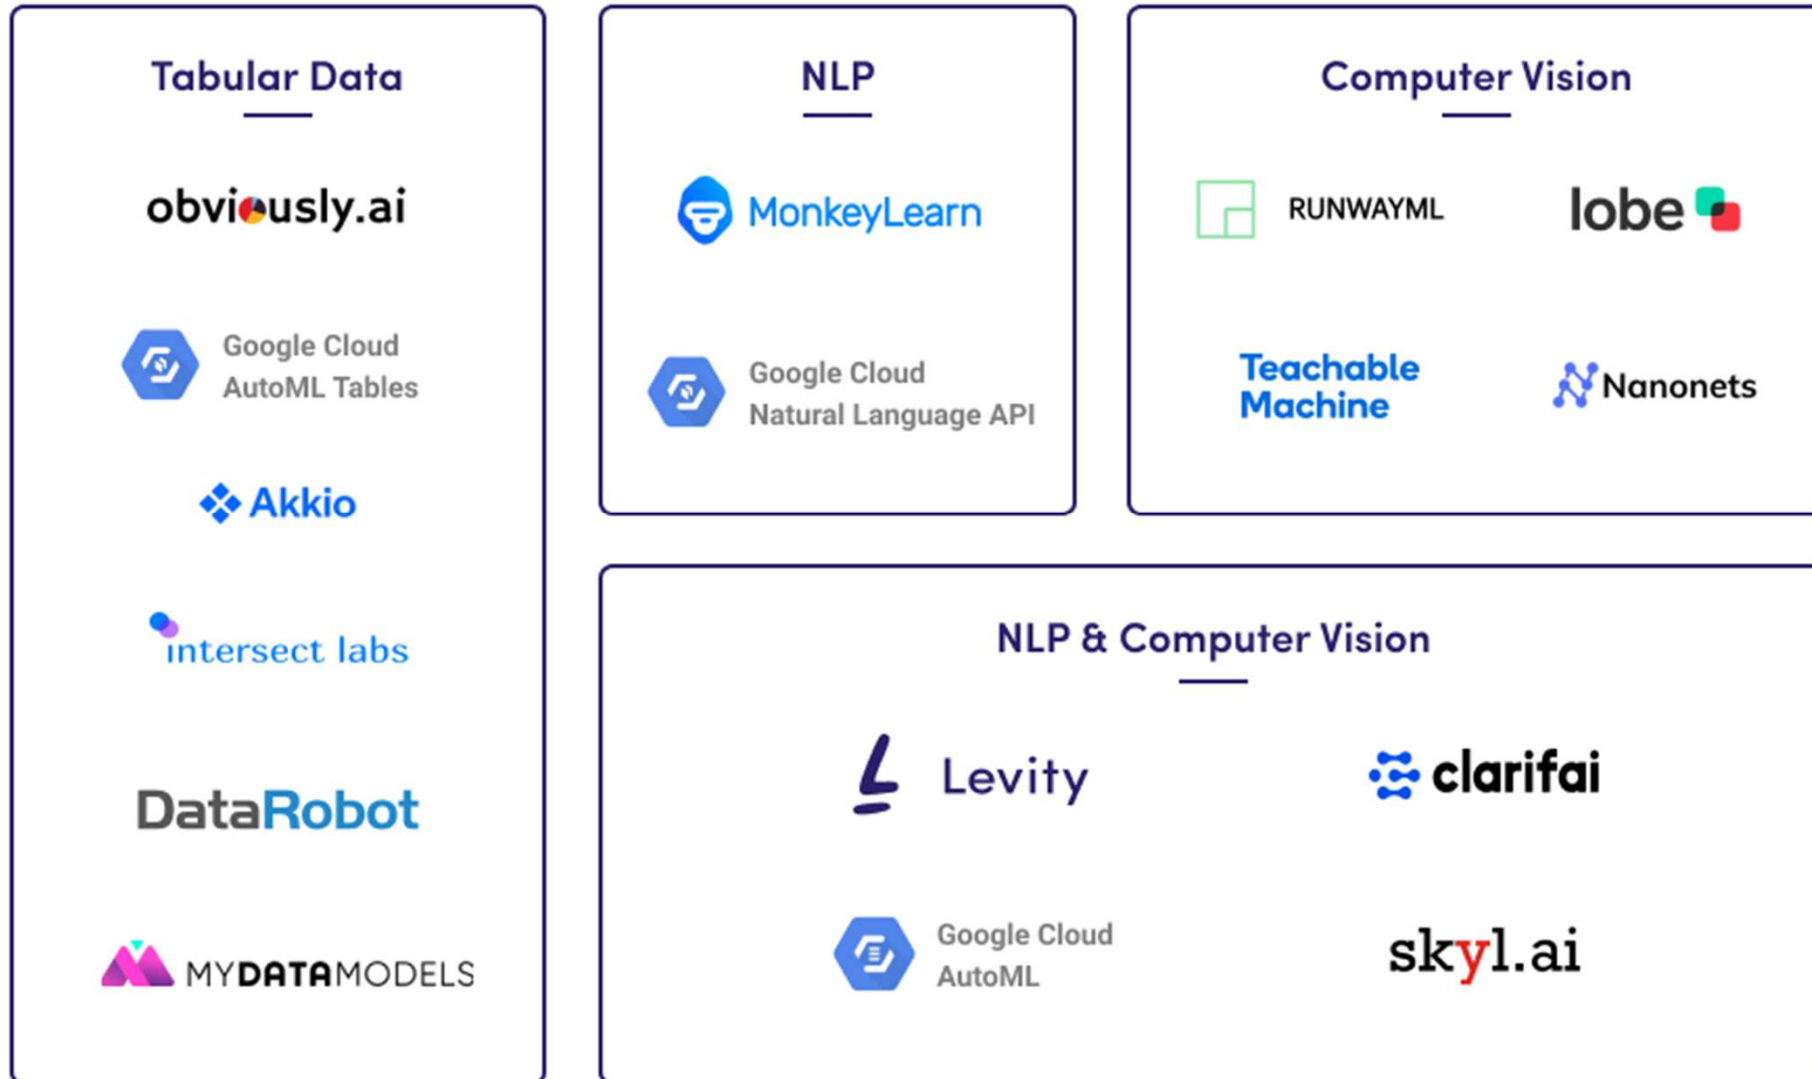 Tabular Data
obviously.ai
Google Cloud
AutoML Tables
Akkio
intersect labs
DataRobot
MYDATAMODELS
NLP
MonkeyLearn
Google Cloud
Natural Language API
Computer Vision
RUNWAYML
lobe
Teachable
Machine
Nanonets
NLP & Computer Vision
Levity
clarifai
Google Cloud
AutoML
skyl.ai